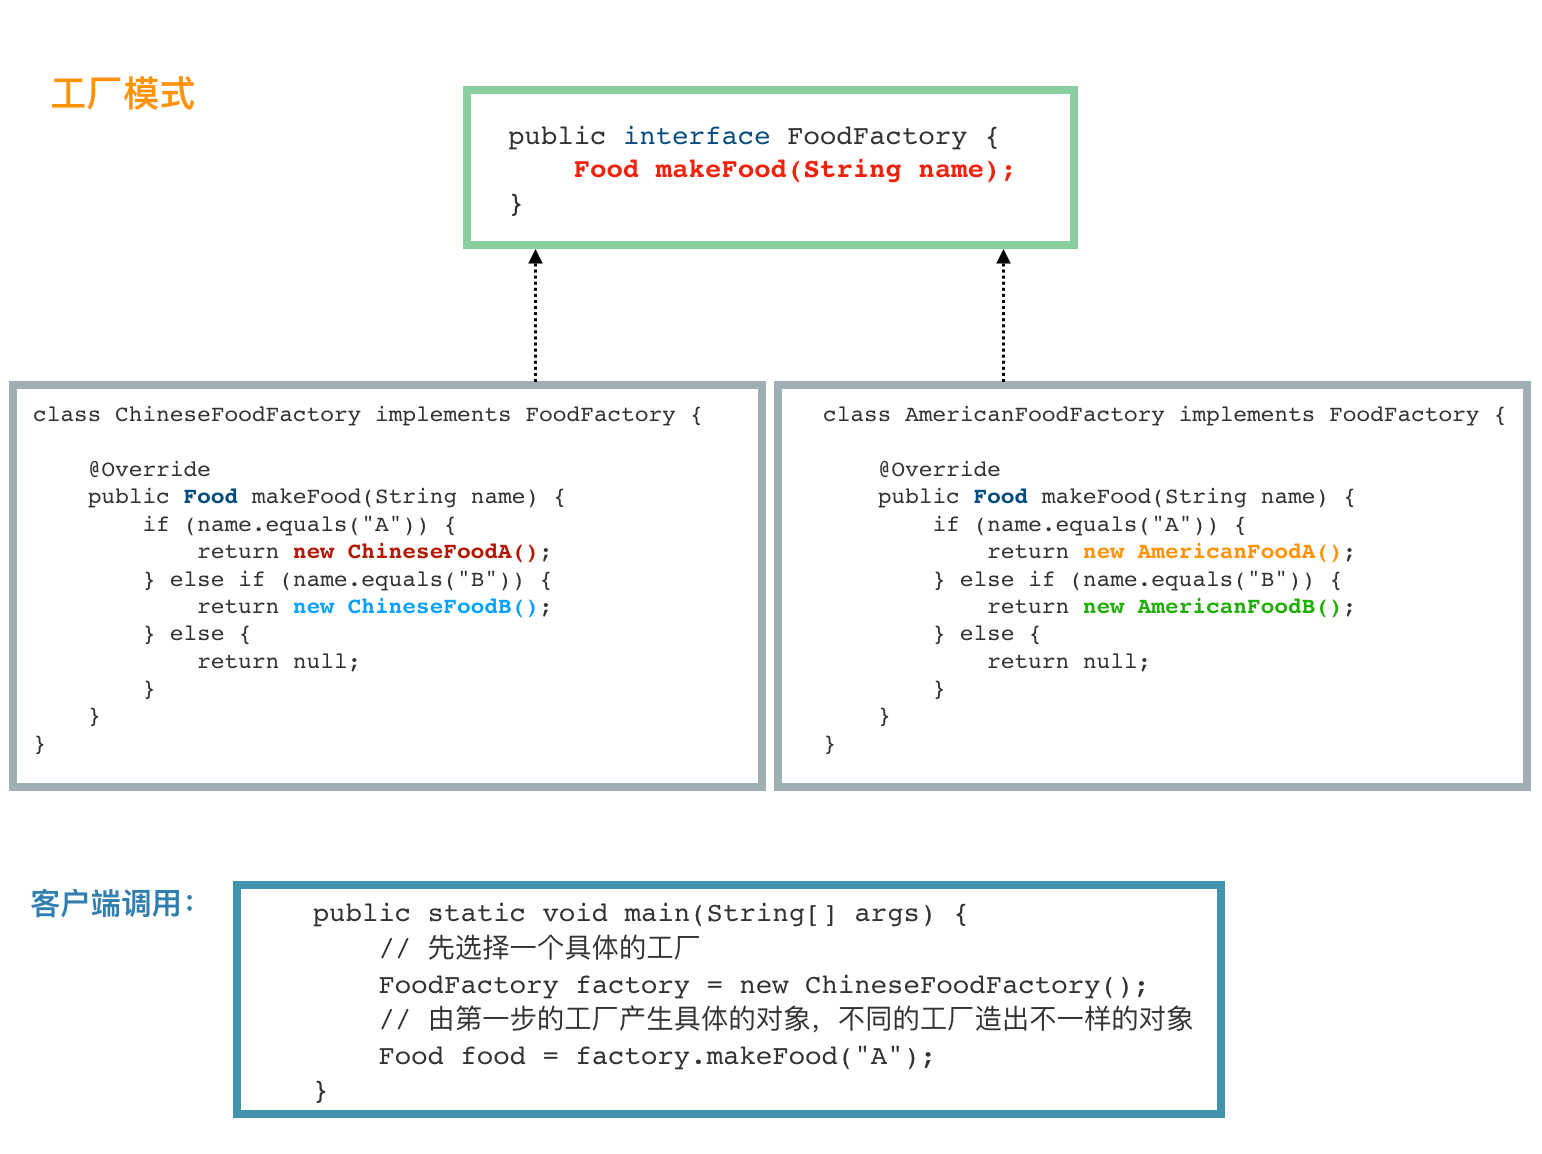 工厂模式
public interface FoodFactory {
    Food makeFood(String name);
}
class ChineseFoodFactory implements FoodFactory {
    @Override
    public Food makeFood(String name) {
        if (name.equals("A")) {
            return new ChineseFoodA();
        } else if (name.equals("B")) {
            return new ChineseFoodB();
        } else {
            return null;
        }
    }
}
class AmericanFoodFactory implements FoodFactory {
    @Override
    public Food makeFood(String name) {
        if (name.equals("A")) {
            return new AmericanFoodA();
        } else if (name.equals("B")) {
            return new AmericanFoodB();
        } else {
            return null;
        }
    }
}
客户端调用：
public static void main(String[] args) {
    // 先选择一个具体的工厂
    FoodFactory factory = new ChineseFoodFactory();
    // 由第一步的工厂产生具体的对象，不同的工厂造出不一样的对象
    Food food = factory.makeFood("A");
}